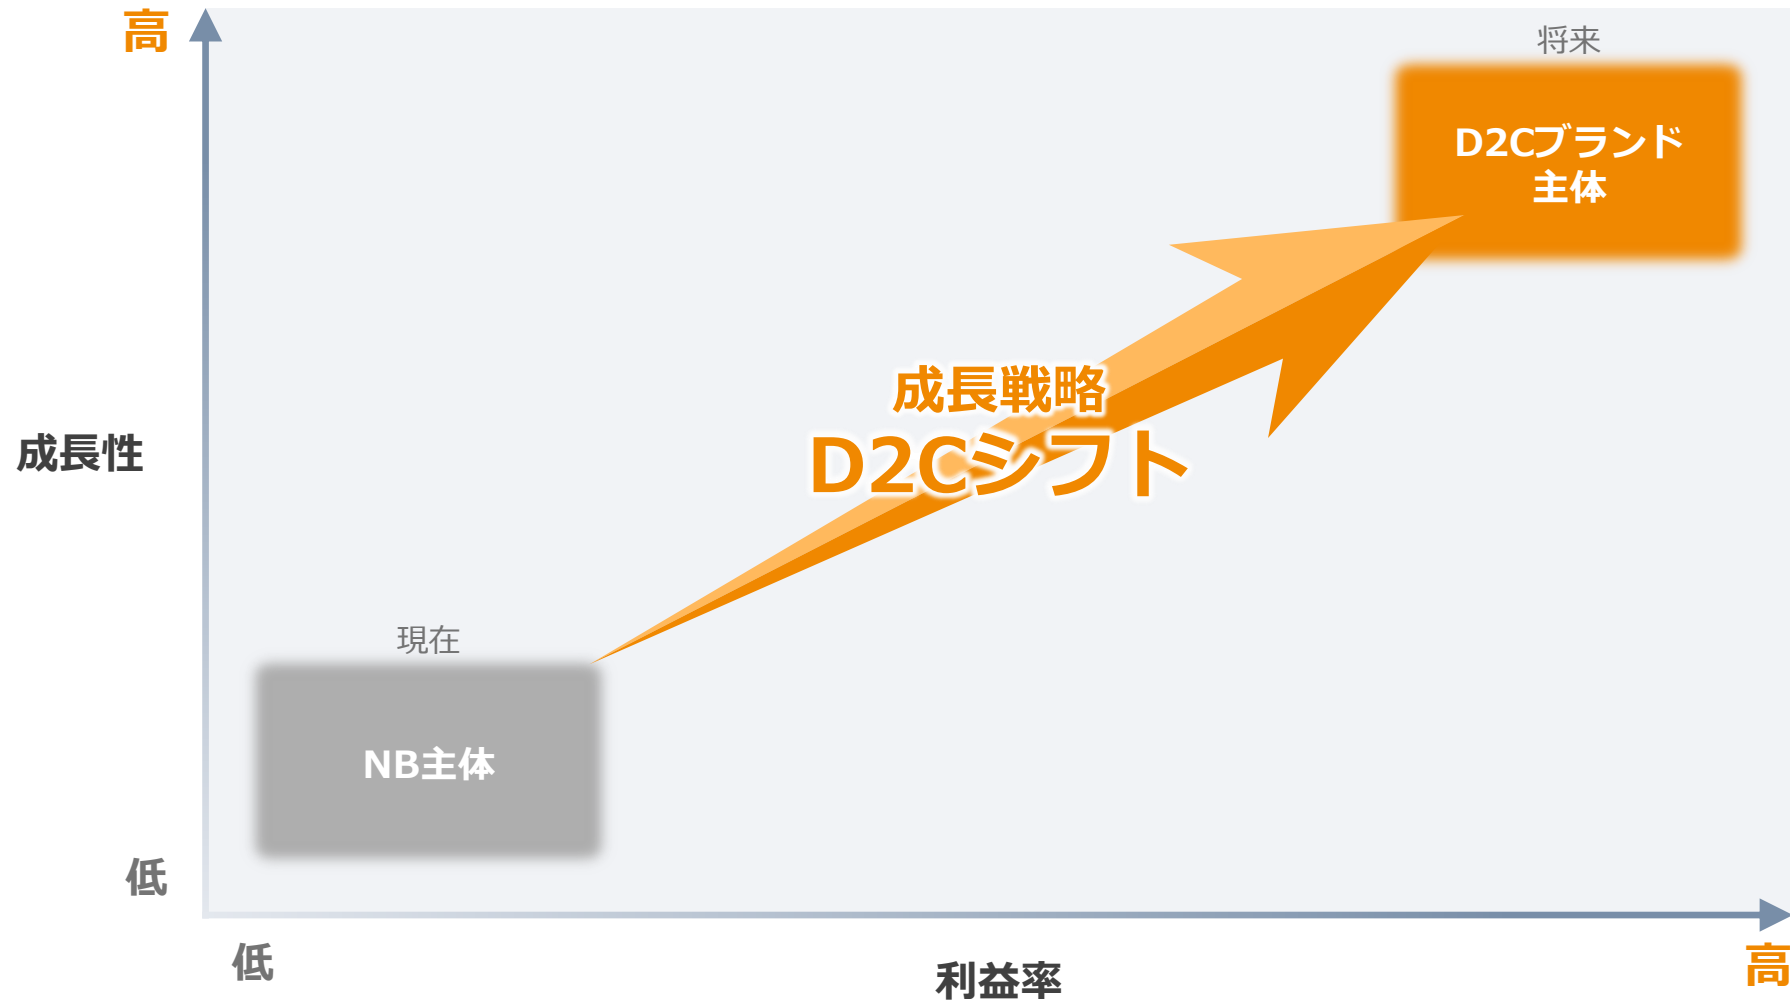 高
将来
D2Cブランド
主体
成長戦略
D2Cシフト
成長性
現在
NB主体
低
低
利益率
高